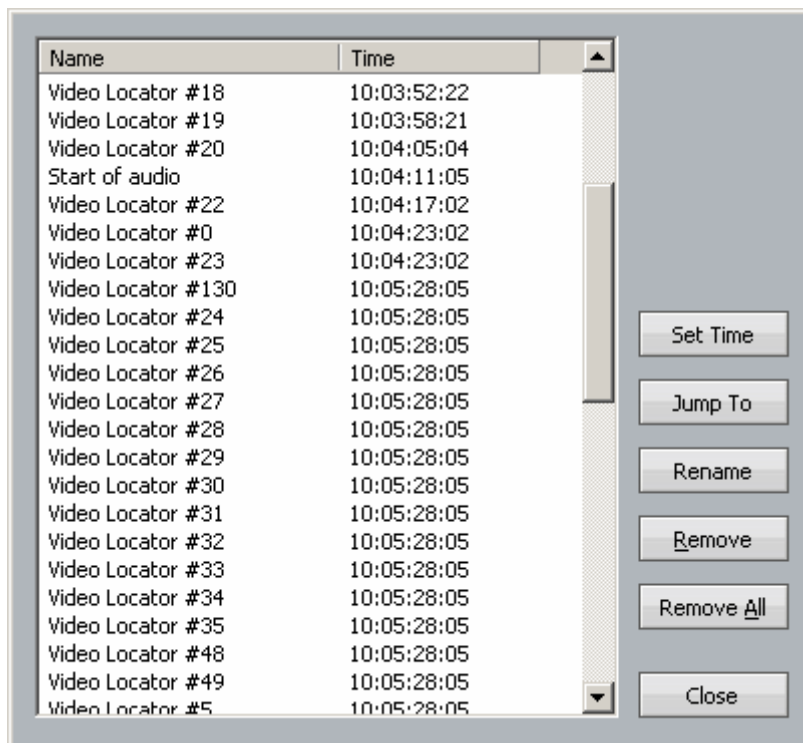 Name Time
Video Locator #18 10:03:52:22
Video Locator #19 10:03:58:21
Video Locator #20 10:04:05:04
Start of audio 10:04:11:05
Video Locator #22 10:04:17:02
Video Locator #0 10:04:23:02
Video Locator #23 10:04:23:02
Video Locator #130 10:05:28:05
Video Locator #24 10:05:28:05
Video Locator #25 10:05:28:05
Video Locator #26 10:05:28:05
Video Locator #27 10:05:28:05
Video Locator #28 10:05:28:05
Video Locator #29 10:05:28:05
Video Locator #30 10:05:28:05
Video Locator #31 10:05:28:05
Video Locator #32 10:05:28:05
Video Locator #33 10:05:28:05
Video Locator #34 10:05:28:05
Video Locator #35 10:05:28:05
Video Locator #48 10:05:28:05
Video Locator #49 10:05:28:05
Video Locator #5 10:05:28:05
Set Time
Jump To
Rename
Remove
Remove All
Close